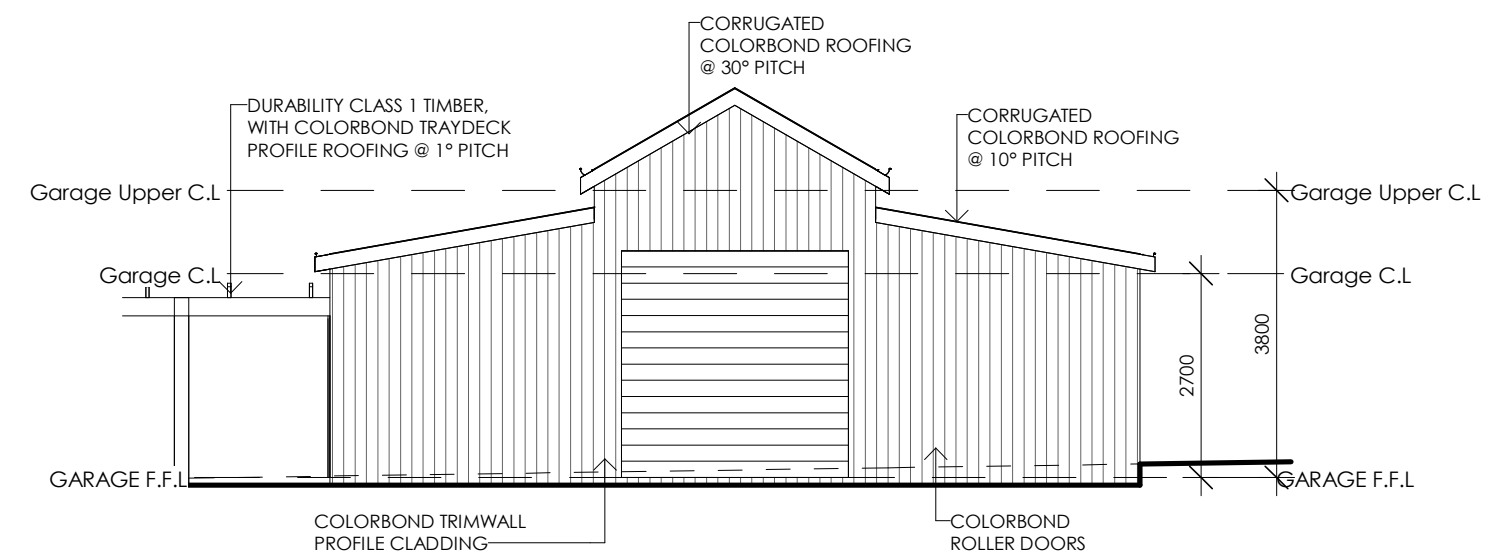 CORRUGATED
COLORBOND ROOFING
@ 30° PITCH
DURABILITY CLASS 1 TIMBER,
WITH COLORBOND TRAYDECK
PROFILE ROOFING @ 1° PITCH
CORRUGATED
COLORBOND ROOFING
@ 10° PITCH
Garage Upper C.L
Garage Upper C.L
Garage C.L
Garage C.L
3800
2700
GARAGE F.F.L
GARAGE F.F.L
COLORBOND TRIMWALL
PROFILE CLADDING
COLORBOND
ROLLER DOORS